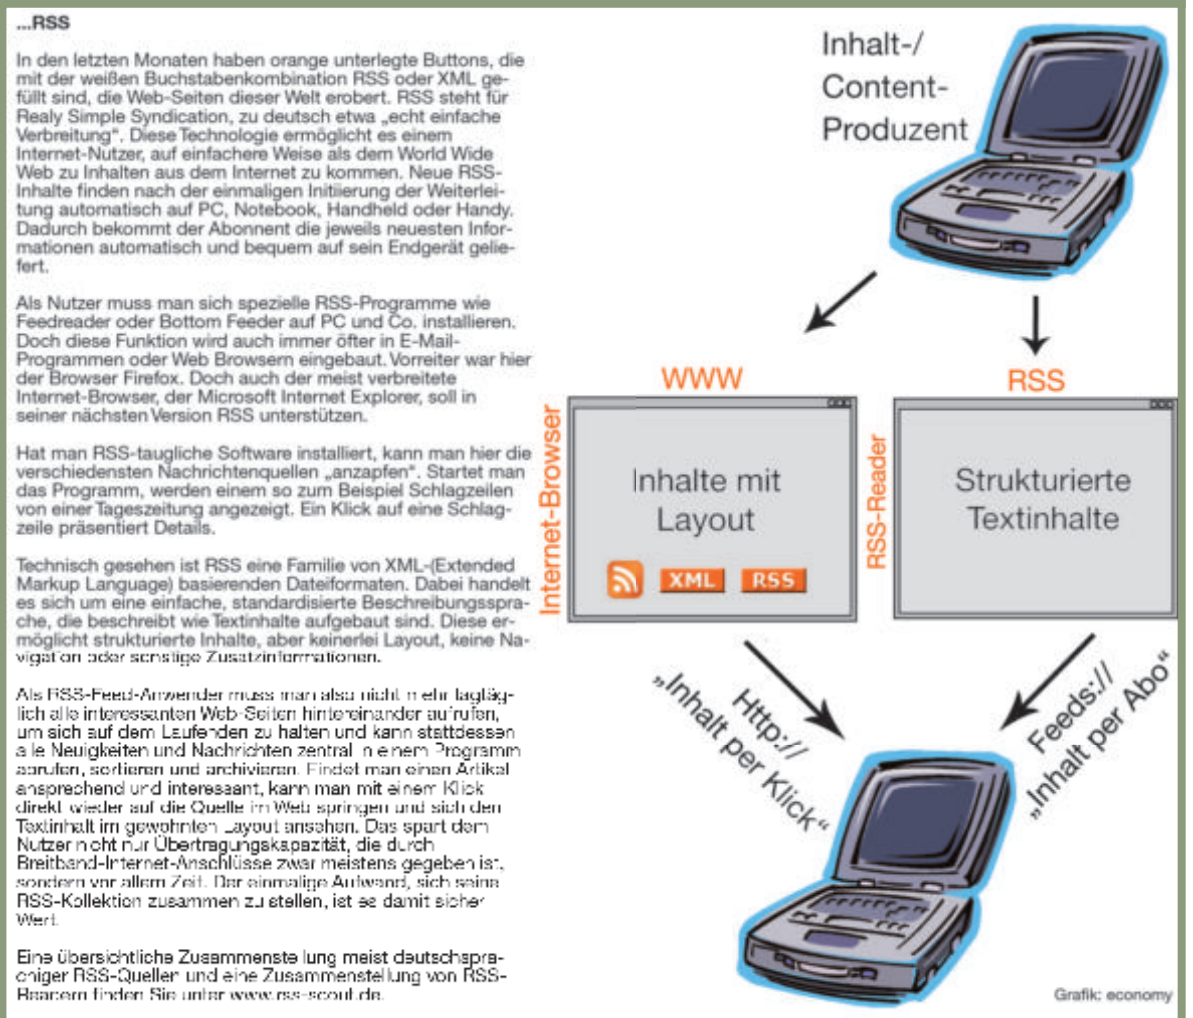 ...RSS
In den letzten Monaten haben orange unterlegte Buttons, die
mit der weißen Buchstabenkombination RSS oder XML ge-
füllt sind, die Web-Seiten dieser Welt erobert. RSS steht für
Realy Simple Syndication, zu deutsch etwa „echt einfache
Verbreitung“. Diese Technologie ermöglicht es einem
Internet-Nutzer, auf einfachere Weise als dem World Wide
Web zu Inhalten aus dem Internet zu kommen. Neue RSS-
Inhalte finden nach der einmaligen Initiierung der Weiterlei-
tung automatisch auf PC, Notebook, Handheld oder Handy.
Dadurch bekommt der Abonnent die jeweils neuesten Infor-
mationen automatisch und bequem auf sein Endgerät gelie-
fert.
Als Nutzer muss man sich spezielle RSS-Programme wie
Feedreader oder Bottom Feeder auf PC und Co. installieren.
Doch diese Funktion wird auch immer öfter in E-Mail-
Programmen oder Web Browsern eingebaut. Vorreiter war hier
der Browser Firefox. Doch auch der meist verbreitete
Internet-Browser, der Microsoft Internet Explorer, soll in
seiner nächsten Version RSS unterstützen.
Hat man RSS-taugliche Software installiert, kann man hier die
verschiedensten Nachrichtenquellen „anzapfen“. Startet man
das Programm, werden einem so zum Beispiel Schlagzeilen
von einer Tageszeitung angezeigt. Ein Klick auf eine Schlag-
zeile präsentiert Details.
Technisch gesehen ist RSS eine Familie von XML-(Extended
Markup Language) basierenden Dateiformaten. Dabei handelt
es sich um eine einfache, standardisierte Beschreibungsspra-
che, die beschreibt wie Textinhalte aufgebaut sind. Diese er-
möglicht strukturierte Inhalte, aber keinerlei Layout, keine Na-
vigation oder sonstige Zusatzinformationen.
Als RSS-Feed-Anwender muss man also nicht mehr tagtäg-
lich alle interessanten Web-Seiten hintereinander aufrufen,
um sich auf dem Laufenden zu halten und kann stattdessen
alle Neuigkeiten und Nachrichten zentral in einem Programm
abrufen, sortieren und archivieren. Findet man einen Artikel
ansprechend und interessant, kann man mit einem Klick
direkt wieder auf die Quelle im Web springen und sich den
Textinhalt im gewohnten Layout ansehen. Das spart dem
Nutzer nicht nur Übertragungskapazität, die durch
Breitband-Internet-Anschlüsse zwar meistens gegeben ist,
sondern vor allem Zeit. Der einmalige Aufwand, sich seine
RSS-Kollektion zusammen zu stellen, ist es damit sicher
Wert.
Eine übersichtliche Zusammenstellung meist deutschspra-
chiger RSS-Quellen und eine Zusammenstellung von RSS-
Readern finden Sie unter www.rss-scout.de.
Inhalt-/
Content-
Produzent
WWW
RSS
Internet-Browser
Inhalte mit
Layout
XML
RSS
RSS-Reader
Strukturierte
Textinhalte
Http://
„Inhalt per Klick“
Feeds://
„Inhalt per Abo“
Grafik: economy